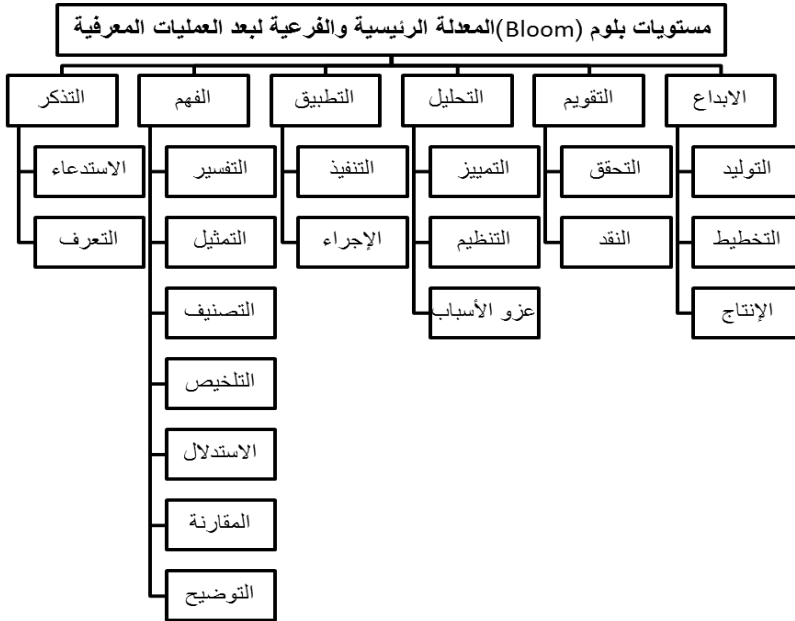 مستويات بلوم (Bloom)المعدلة الرئيسية والفرعية لبعد العمليات المعرفية
الابداع
التوليد
التخطيط
الإنتاج
التقويم
التحقق
النقد
التحليل
التمييز
التنظيم
عزو الأسباب
التطبيق
التنفيذ
الإجراء
الفهم
التفسير
التمثيل
التصنيف
التلخيص
الاستدلال
المقارنة
التوضيح
التذكر
الاستدعاء
التعرف